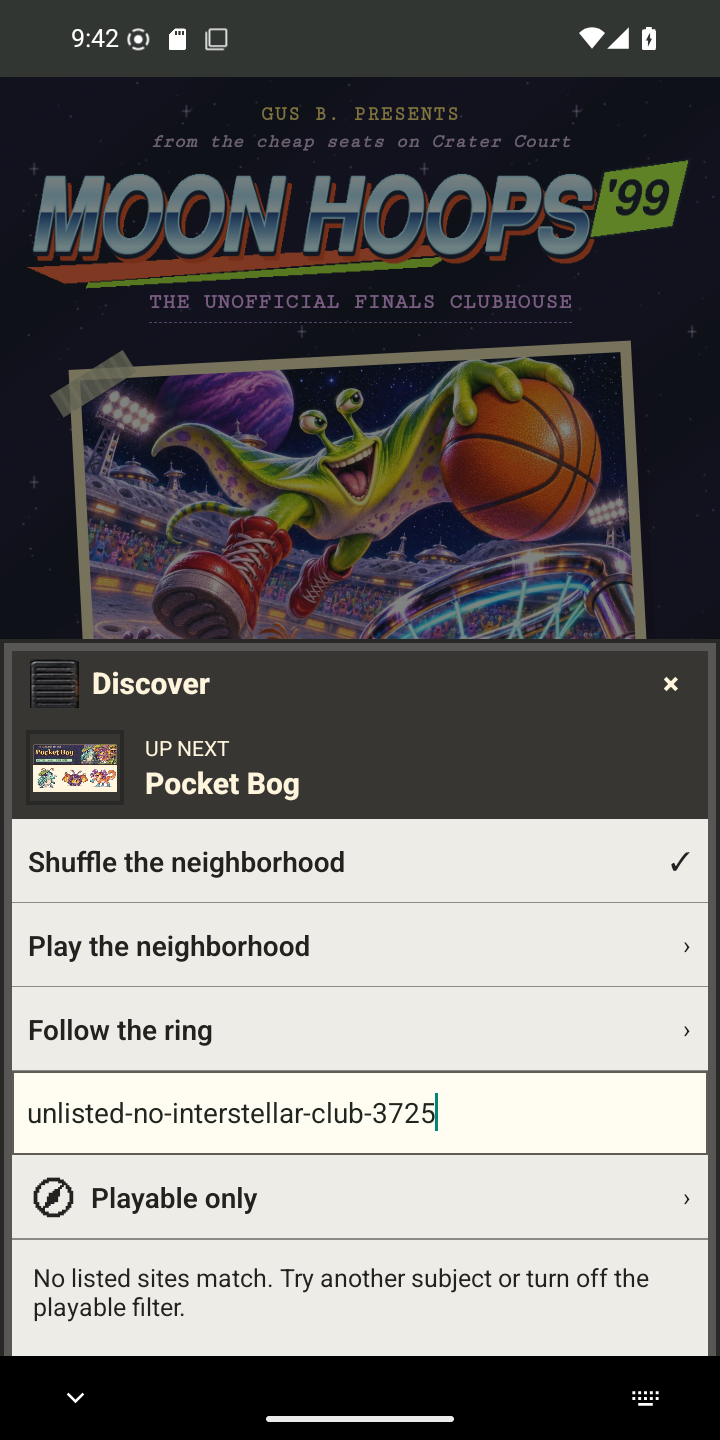 9:42
GUS B. PRESENTS
from the cheap seats on Crater Court
MOON HOOPS '99
THE UNOFFICIAL FINALS CLUBHOUSE
Discover
×
UP NEXT
Pocket Bog
Pocket Bog
Shuffle the neighborhood ✓
Play the neighborhood ›
Follow the ring ›
unlisted-no-interstellar-club-3725
Playable only ›
No listed sites match. Try another subject or turn off the
playable filter.